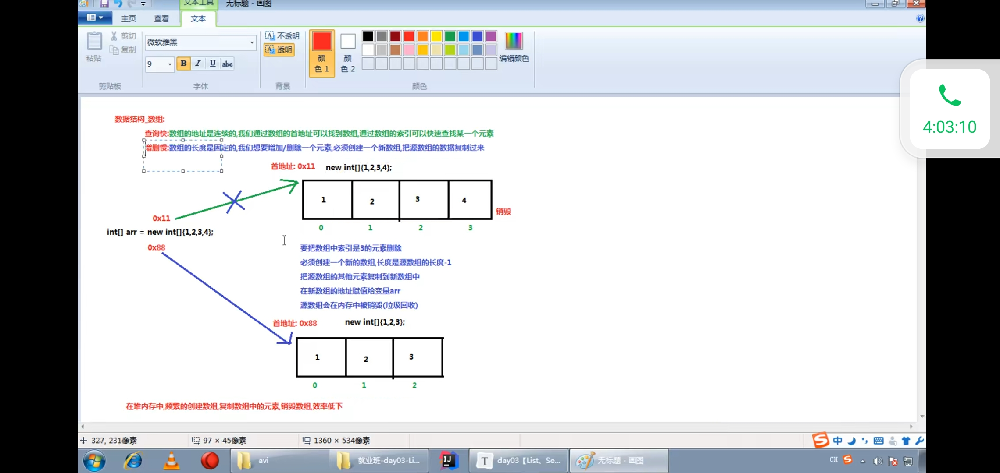 文本工具
无标题 - 画图
主页 查看 文本
粘贴
剪切
复制
剪贴板
微软雅黑
9
B I U abc
字体
不透明
透明
背景
颜色 1
颜色 2
编辑颜色
颜色
4:03:10
数据结构_数组:
查询快:数组的地址是连续的,我们通过数组的首地址可以找到数组,通过数组的索引可以快速查找某一个元素
增删慢:数组的长度是固定的,我们想要增加/删除一个元素,必须创建一个新数组,把源数组的数据复制过来
首地址: 0x11 new int[]{1,2,3,4};
1 2 3 4
销毁
0 1 2 3
0x11
int[] arr = new int[]{1,2,3,4};
0x88
要把数组中索引是3的元素删除
必须创建一个新的数组,长度是源数组的长度-1
把源数组的其他元素复制到新数组中
在新数组的地址赋值给变量arr
源数组会在内存中被销毁(垃圾回收)
首地址: 0x88 new int[]{1,2,3};
1 2 3
0 1 2
在堆内存中,频繁的创建数组,复制数组中的元素,销毁数组,效率低下
327, 231像素 97 × 45像素 1360 × 534像素
中
avi 就业班-day03-Li... IJ T day03【List、Se... 无标题 - 画图 CH